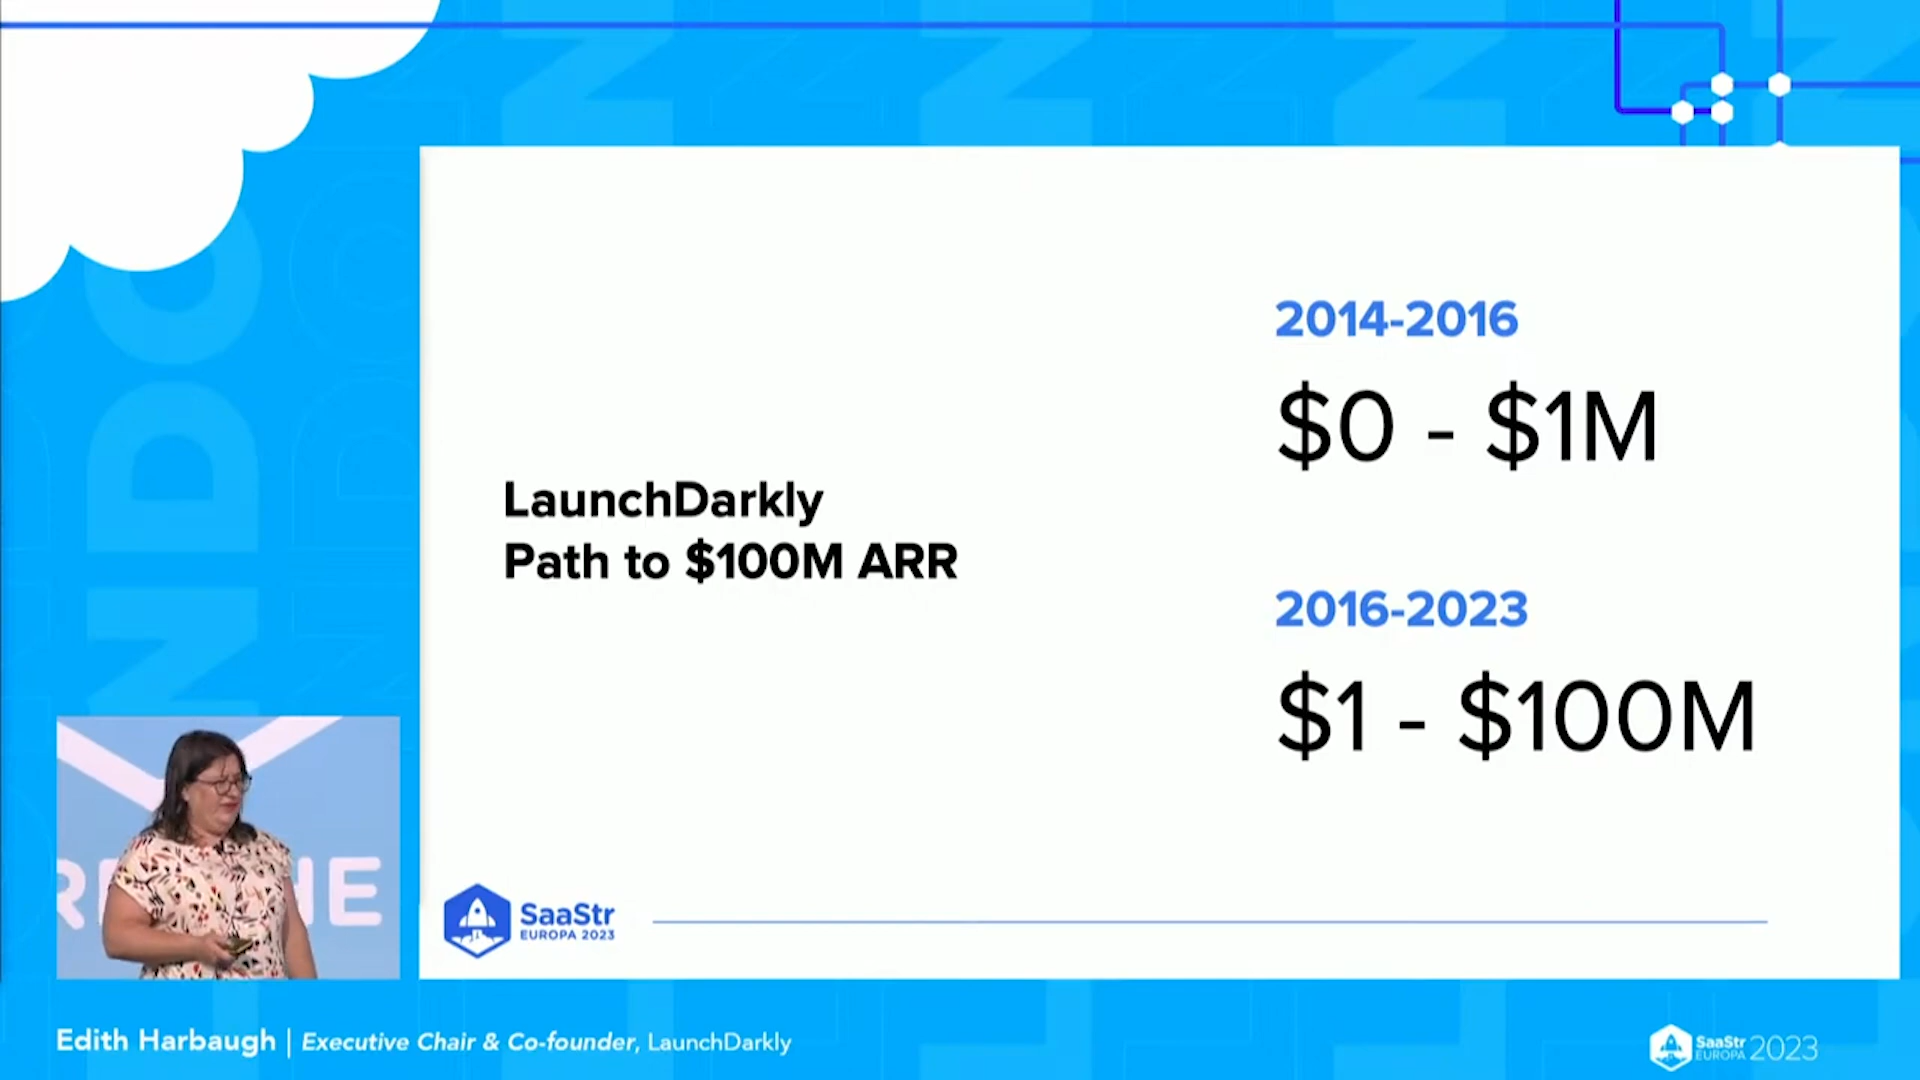 LaunchDarkly
Path to $100M ARR
2014-2016
$0 - $1M
2016-2023
$1 - $100M
SaaStr
EUROPA 2023
Edith Harbaugh | Executive Chair & Co-founder, LaunchDarkly
SaaStr
EUROPA 2023